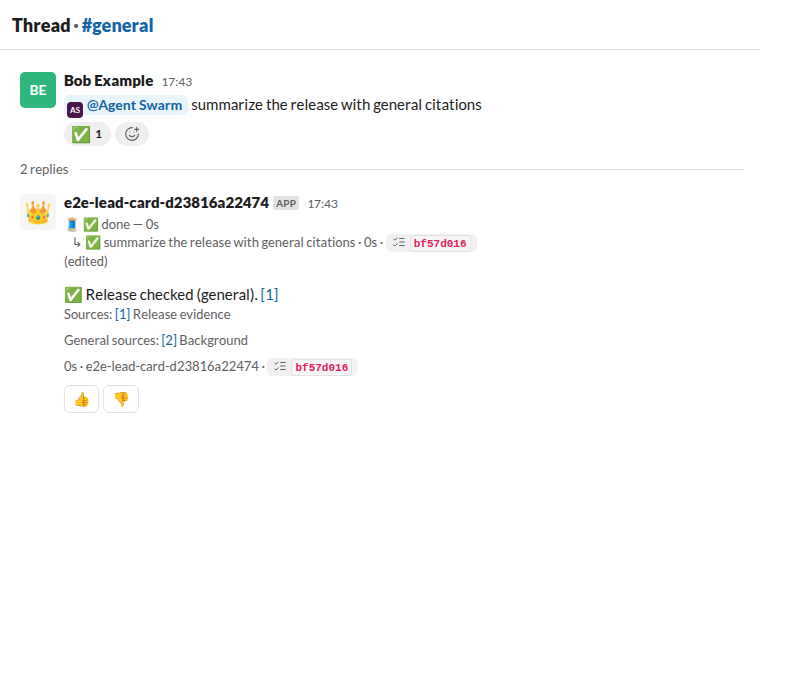 Thread • #general
BE
Bob Example 17:43
AS @Agent Swarm summarize the release with general citations
✅ 1
2 replies
e2e-lead-card-d23816a22474 APP 17:43
🧵 ✅ done — 0s
↳ ✅ summarize the release with general citations · 0s · bf57d016
(edited)
✅ Release checked (general). [1]
Sources: [1] Release evidence
General sources: [2] Background
0s · e2e-lead-card-d23816a22474 · bf57d016
👍 👎